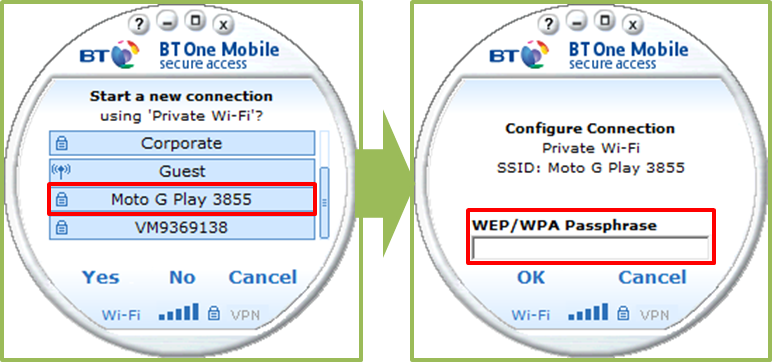 ? - x
BT BT One Mobile
secure access
Start a new connection
using 'Private Wi-Fi'?
Corporate
Guest
Moto G Play 3855
VM9369138
Yes No Cancel
Wi-Fi VPN
? - x
BT BT One Mobile
secure access
Configure Connection
Private Wi-Fi
SSID: Moto G Play 3855
WEP/WPA Passphrase
OK Cancel
Wi-Fi VPN